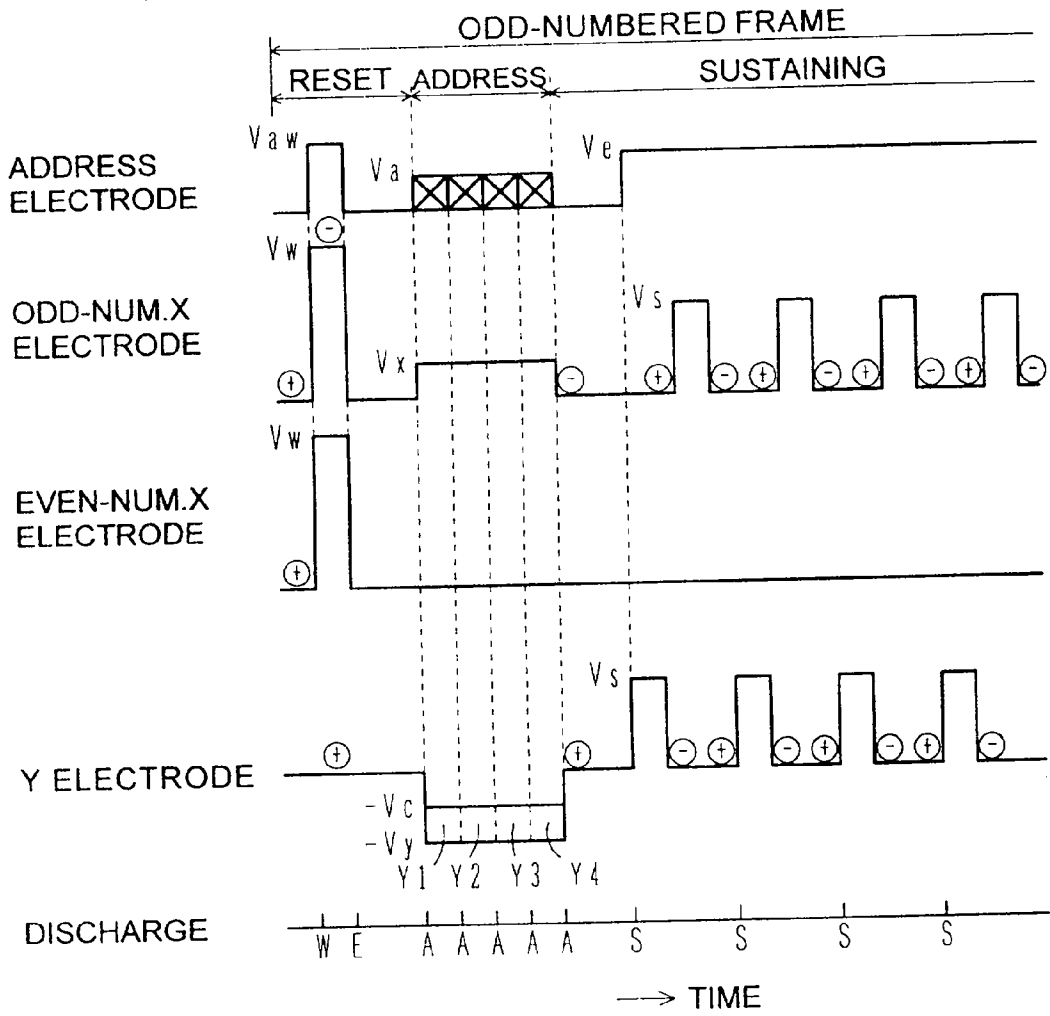 ODD-NUMBERED FRAME
RESET ADDRESS SUSTAINING
Vaw
ADDRESS
ELECTRODE
Va
Ve
−
Vw
ODD-NUM.X
ELECTRODE
Vx
Vs
+ − + − + − + − + −
Vw
EVEN-NUM.X
ELECTRODE
+
Vs
Y ELECTRODE
+ + − + − + − + −
-Vc
-Vy
Y1 Y2 Y3 Y4
DISCHARGE
W E A A A A A S S S S
→ TIME